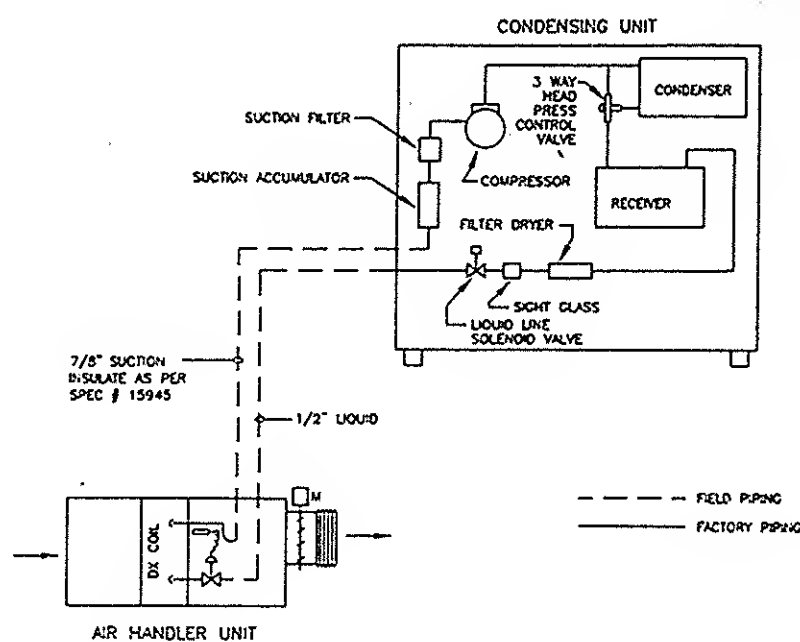 CONDENSING UNIT
3 WAY
HEAD
PRESS
CONTROL
VALVE
CONDENSER
SUCTION FILTER
COMPRESSOR
SUCTION ACCUMULATOR
RECEIVER
FILTER DRYER
SIGHT GLASS
LIQUID LINE
SOLENOID VALVE
7/8" SUCTION
INSULATE AS PER
SPEC # 15945
1/2" LIQUID
M
DX COIL
FIELD PIPING
FACTORY PIPING
AIR HANDLER UNIT